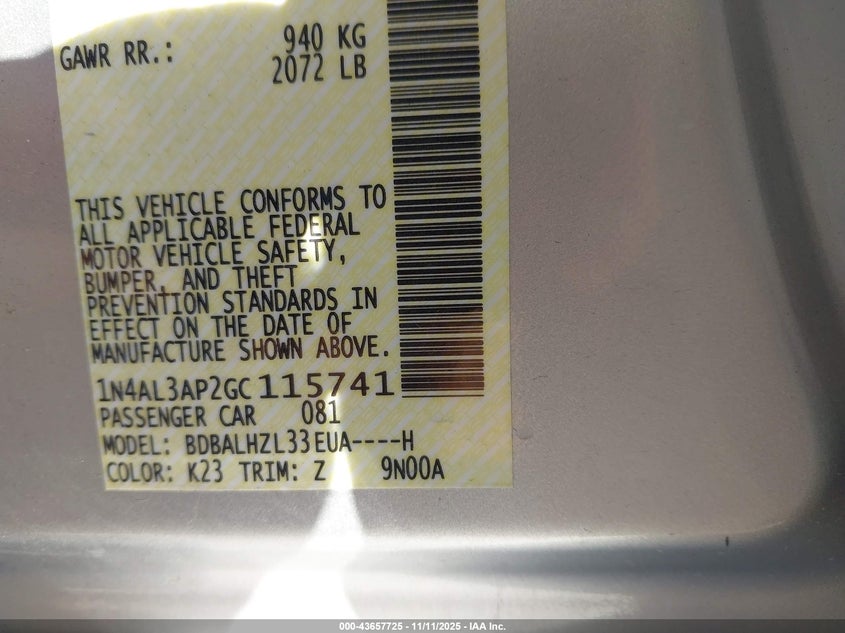 GAWR RR.: 940 KG
2072 LB
THIS VEHICLE CONFORMS TO
ALL APPLICABLE FEDERAL
MOTOR VEHICLE SAFETY,
BUMPER, AND THEFT
PREVENTION STANDARDS IN
EFFECT ON THE DATE OF
MANUFACTURE SHOWN ABOVE.
1N4AL3AP2GC115741
PASSENGER CAR 081
MODEL: BDBALHZL33EUA----H
COLOR: K23 TRIM: Z 9N00A
000-43657725 - 11/11/2025 - IAA Inc.